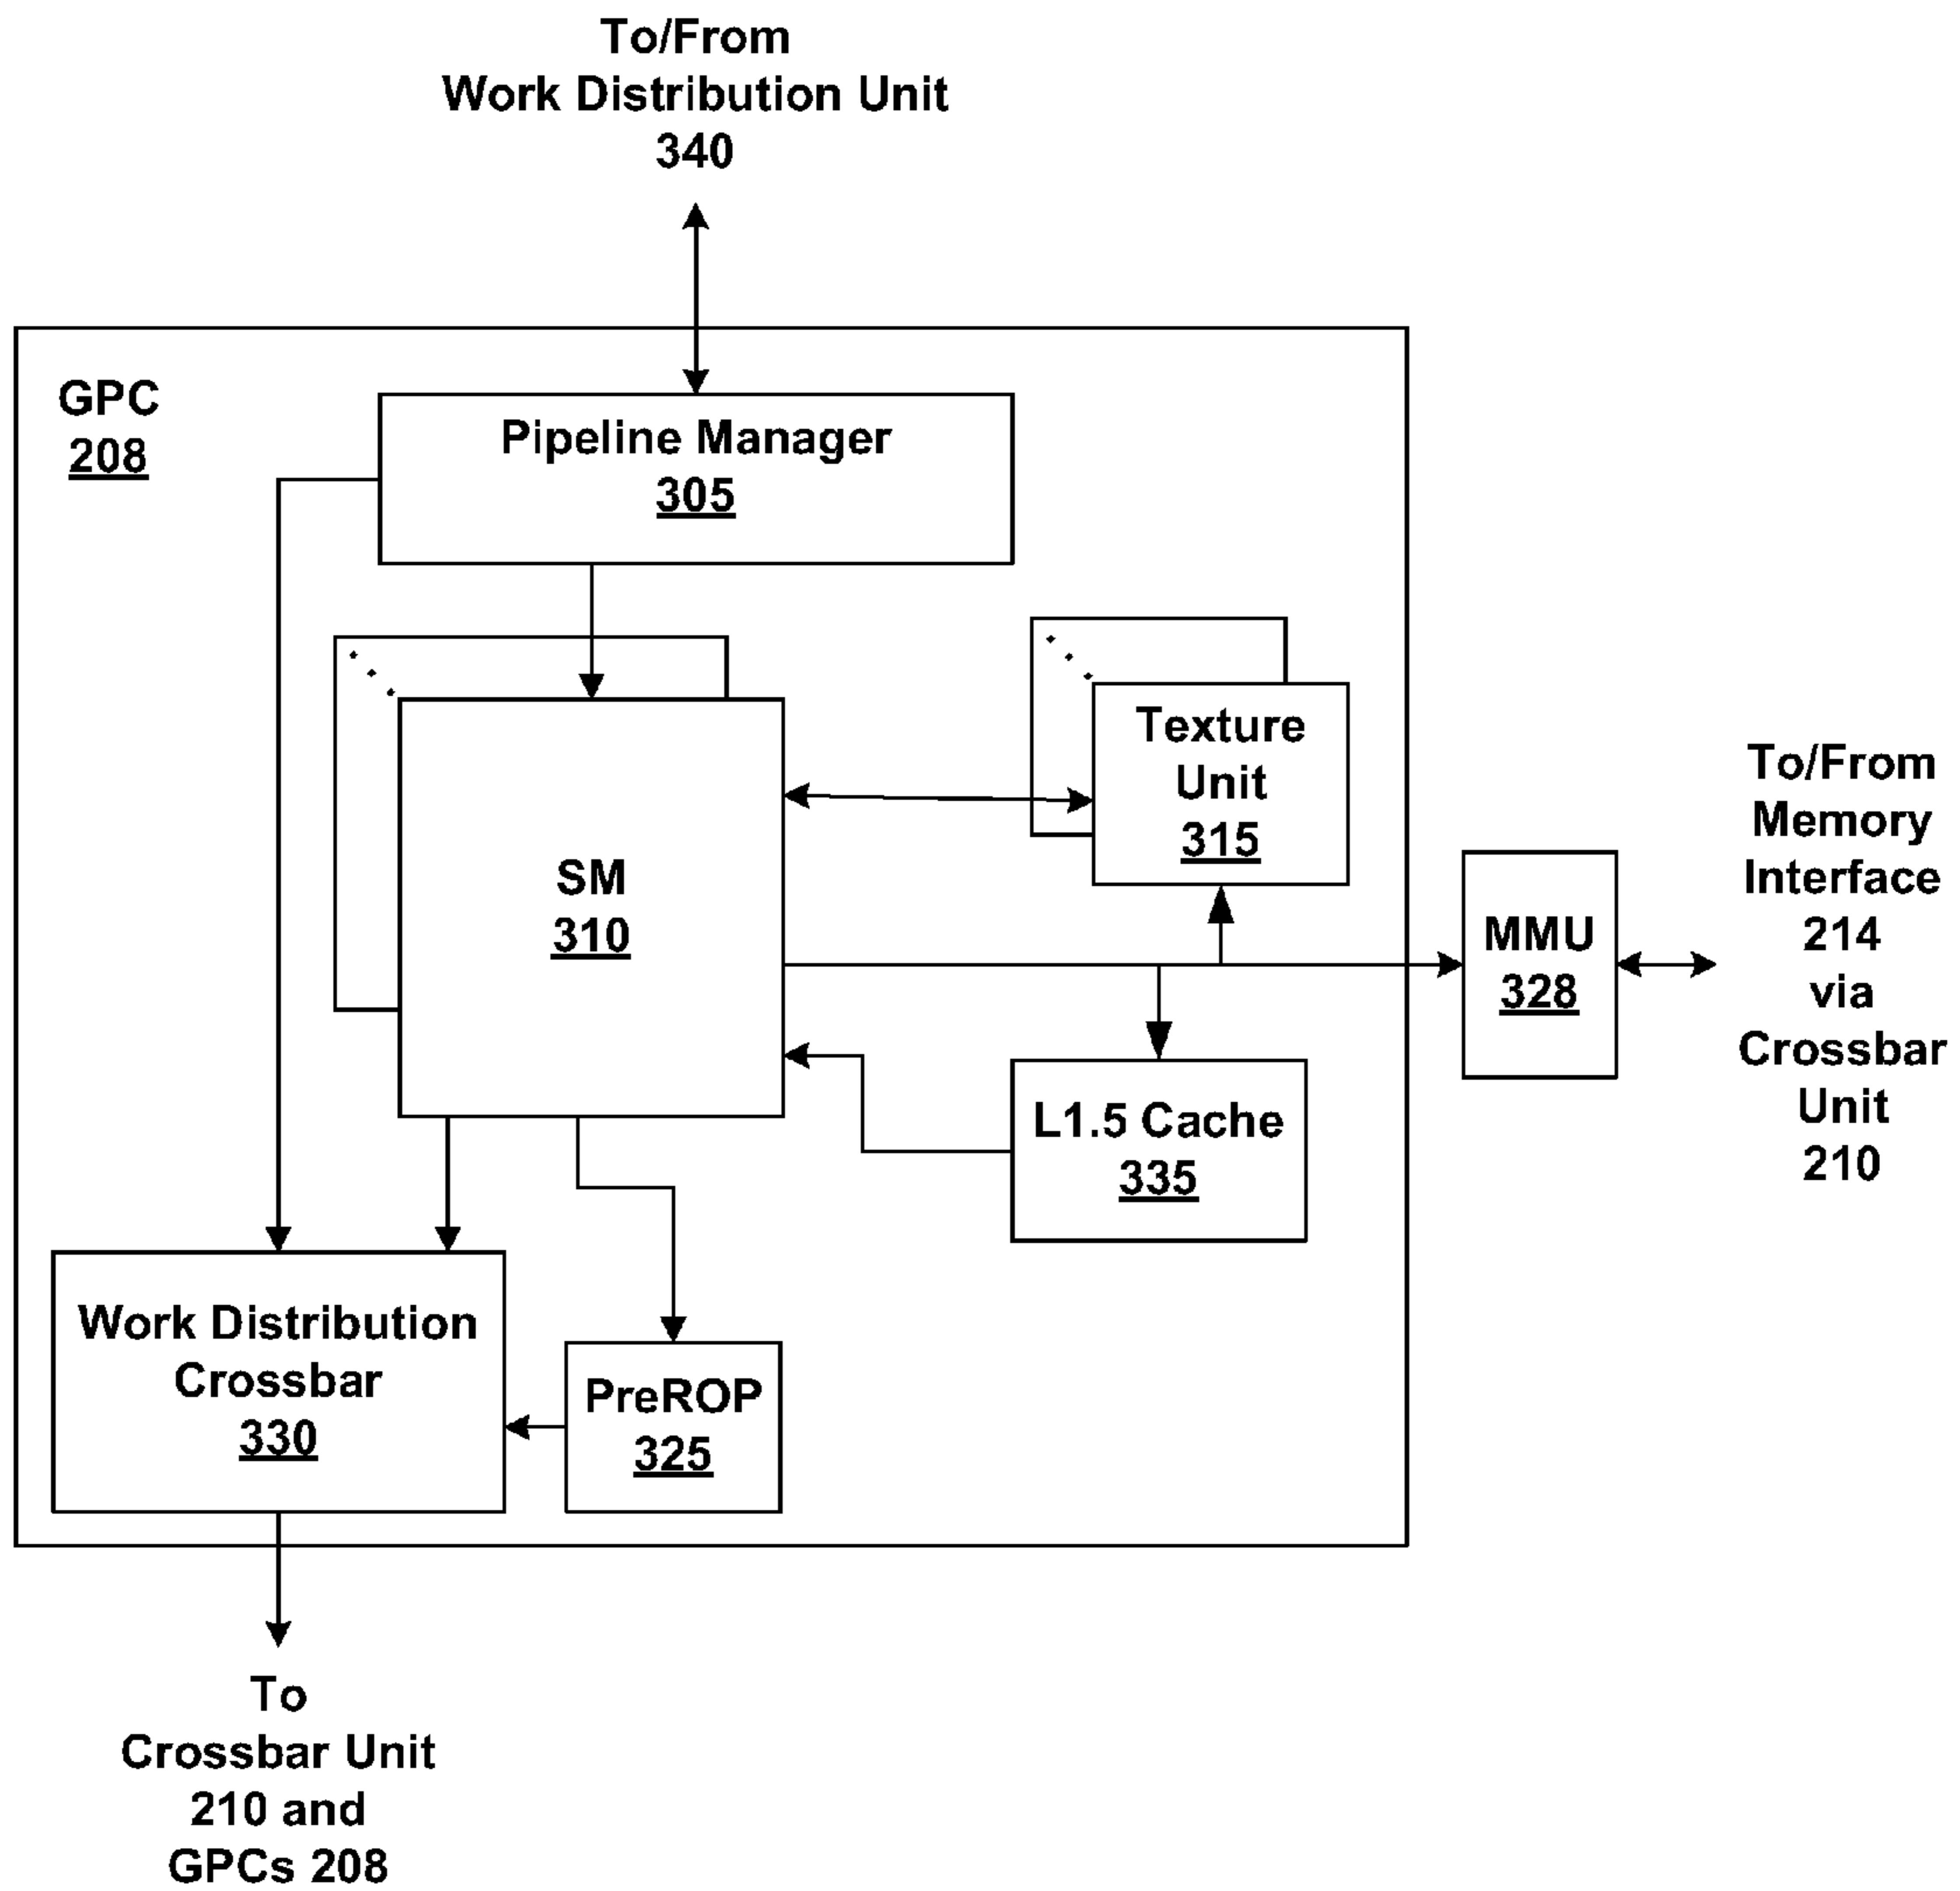 To/From
Work Distribution Unit
340
GPC
208
Pipeline Manager
305
Texture
Unit
315
SM
310
To/From
Memory
Interface
214
via
Crossbar
Unit
210
MMU
328
L1.5 Cache
335
Work Distribution
Crossbar
330
PreROP
325
To
Crossbar Unit
210 and
GPCs 208